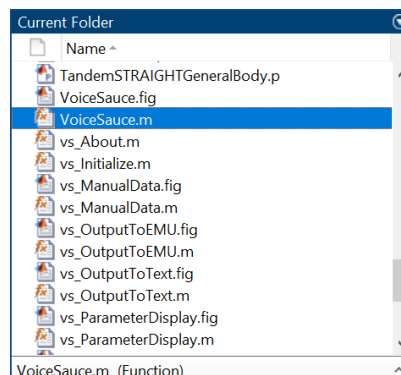 Current Folder
Name
TandemSTRAIGHTGeneralBody.p
VoiceSauce.fig
VoiceSauce.m
vs_About.m
vs_Initialize.m
vs_ManualData.fig
vs_ManualData.m
vs_OutputToEMU.fig
vs_OutputToEMU.m
vs_OutputToText.fig
vs_OutputToText.m
vs_ParameterDisplay.fig
vs_ParameterDisplay.m
VoiceSauce.m (Function)